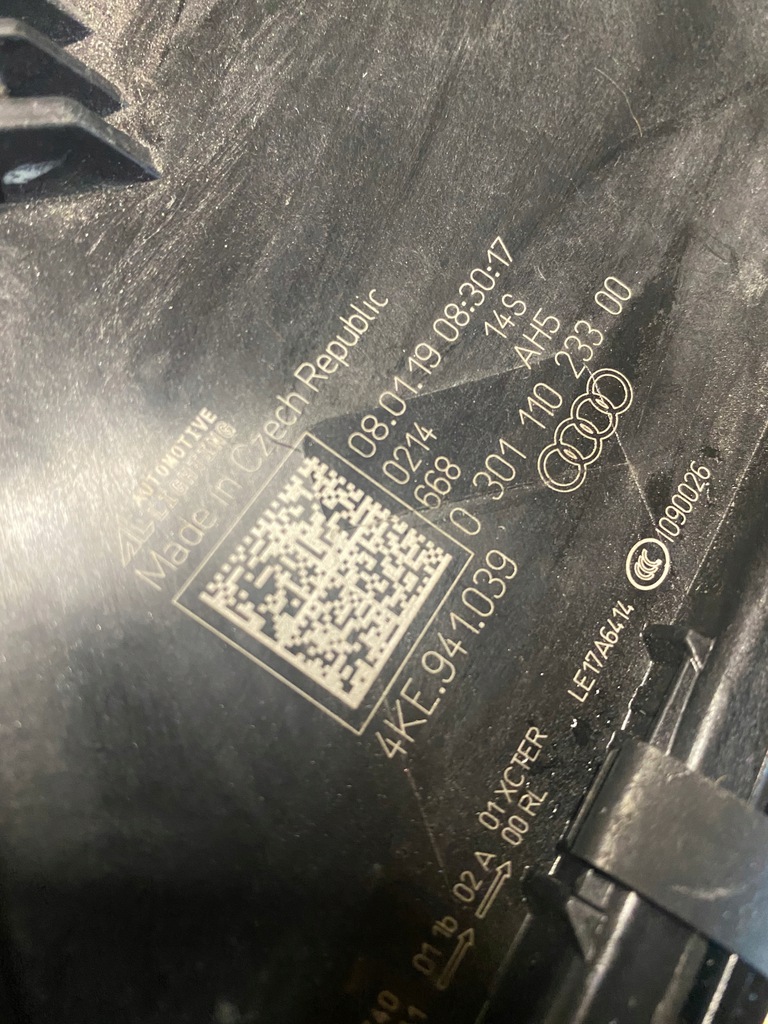 AUTOMOTIVE
LIGHTING
Made in Czech Republic
08.01.19 08:30:17
0214 14S
668 AH5
0 301 110 233 00
4KE.941.039
1090026
LE17A6414
01 XCTER
00 RL
01 1b 02 A